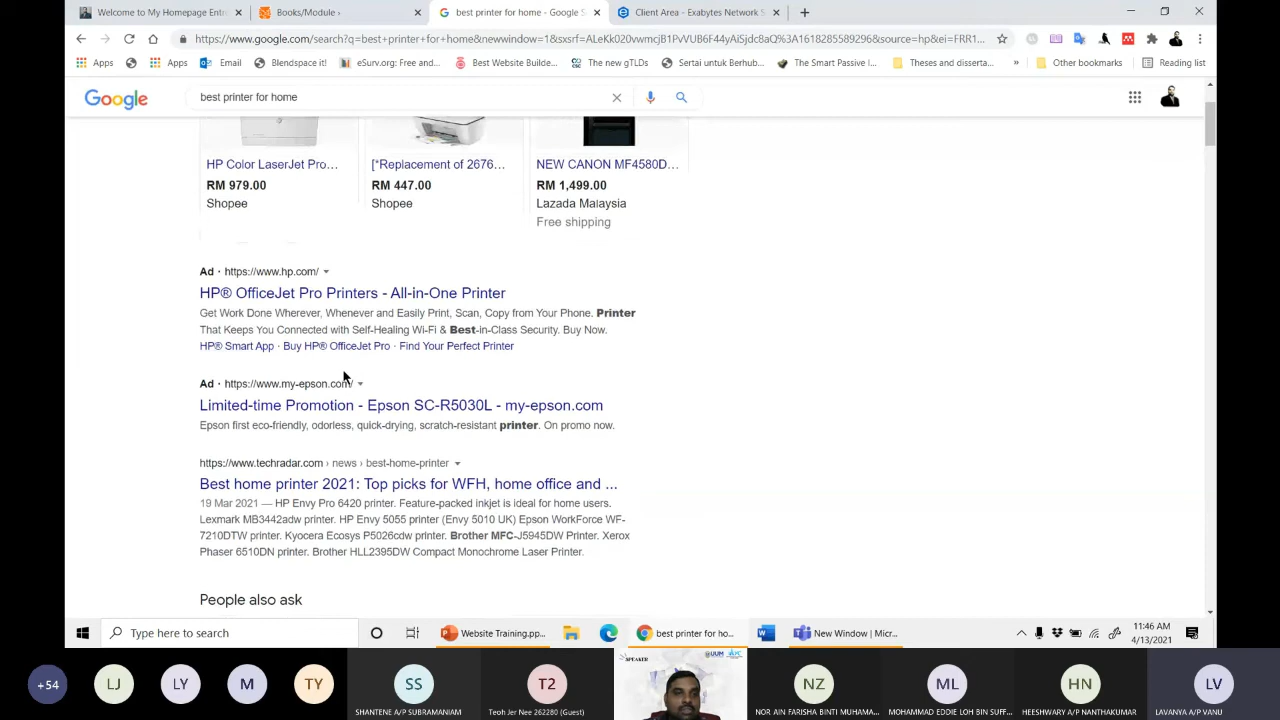 Welcome to My Homepage Entr
Books/Module ›
best printer for home - Google S
Client Area - Exabytes Network S
https://www.google.com/search?q=best+printer+for+home&newwindow=1&sxsrf=ALeKk020vwmcjB1PvVUB6F44yAiSjdc8aQ%3A1618285589296&source=hp&ei=FRR1...
Apps
Apps
Email
Blendspace it!
eSurv.org: Free and...
Best Website Builde...
The new gTLDs
Sertai untuk Berhub...
The Smart Passive I...
Theses and disserta...
»
Other bookmarks
Reading list
Google
best printer for home
HP Color LaserJet Pro…
RM 979.00
Shopee
[*Replacement of 2676…
RM 447.00
Shopee
NEW CANON MF4580D…
RM 1,499.00
Lazada Malaysia
Free shipping
Ad · https://www.hp.com/
HP® OfficeJet Pro Printers - All-in-One Printer
Get Work Done Wherever, Whenever and Easily Print, Scan, Copy from Your Phone. Printer
That Keeps You Connected with Self-Healing Wi-Fi & Best-in-Class Security. Buy Now.
HP® Smart App · Buy HP® OfficeJet Pro · Find Your Perfect Printer
Ad · https://www.my-epson.com/
Limited-time Promotion - Epson SC-R5030L - my-epson.com
Epson first eco-friendly, odorless, quick-drying, scratch-resistant printer. On promo now.
https://www.techradar.com › news › best-home-printer
Best home printer 2021: Top picks for WFH, home office and ...
19 Mar 2021 — HP Envy Pro 6420 printer. Feature-packed inkjet is ideal for home users.
Lexmark MB3442adw printer. HP Envy 5055 printer (Envy 5010 UK) Epson WorkForce WF-
7210DTW printer. Kyocera Ecosys P5026cdw printer. Brother MFC-J5945DW Printer. Xerox
Phaser 6510DN printer. Brother HLL2395DW Compact Monochrome Laser Printer.
People also ask
Type here to search
Website Training.pp...
best printer for ho...
New Window | Micr...
11:46 AM
4/13/2021
+54
LJ
LY
M
TY
SS
SHANTENE A/P SUBRAMANIAM
T2
Teoh Jer Nee 262280 (Guest)
SPEAKER
UUM
NZ
NOR AIN FARISHA BINTI MUHAMA...
ML
MOHAMMAD EDDIE LOH BIN SUFF...
HN
HEESHWARY A/P NANTHAKUMAR
LV
LAVANYA A/P VANU